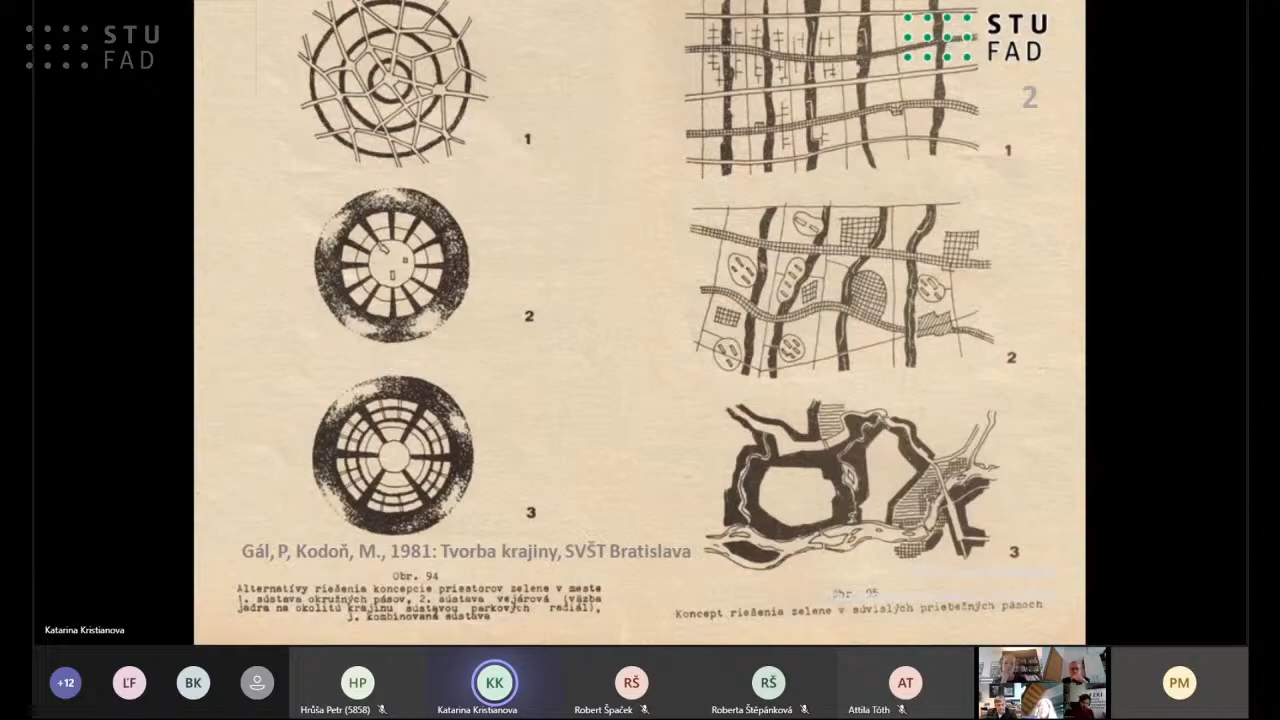 STU
FAD
STU
FAD
2
1
1
2
2
3
3
Gál, P, Kodoň, M., 1981: Tvorba krajiny, SVŠT Bratislava
Obr. 94
Alternatívy riešenia koncepcie priestorov zelene v meste
1. sústava okružných pásov, 2. sústava vejárová (väzba
jadra na okolitú krajinu sústavou parkových radiál),
3. kombinovaná sústava
Obr. 95
Koncept riešenia zelene v súvislých priebežných pásoch
Katarina Kristianova
+12
ĽF
BK
HP
Hrůša Petr (5858)
KK
Katarina Kristianova
RŠ
Robert Špaček
RŠ
Roberta Štěpánková
AT
Attila Tóth
PM